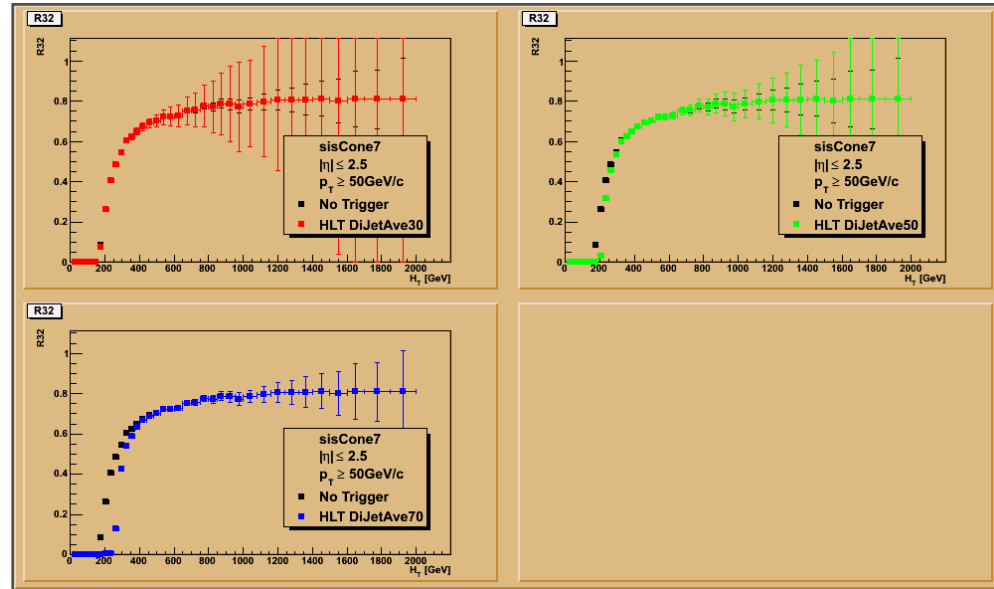 R32
R32
1
0.8
0.6
0.4
0.2
0
sisCone7
|η| ≤ 2.5
p_T ≥ 50GeV/c
No Trigger
HLT DiJetAve30
0 200 400 600 800 1000 1200 1400 1600 1800 2000
H_T [GeV]
R32
R32
1
0.8
0.6
0.4
0.2
0
sisCone7
|η| ≤ 2.5
p_T ≥ 50GeV/c
No Trigger
HLT DiJetAve50
0 200 400 600 800 1000 1200 1400 1600 1800 2000
H_T [GeV]
R32
R32
1
0.8
0.6
0.4
0.2
0
sisCone7
|η| ≤ 2.5
p_T ≥ 50GeV/c
No Trigger
HLT DiJetAve70
0 200 400 600 800 1000 1200 1400 1600 1800 2000
H_T [GeV]